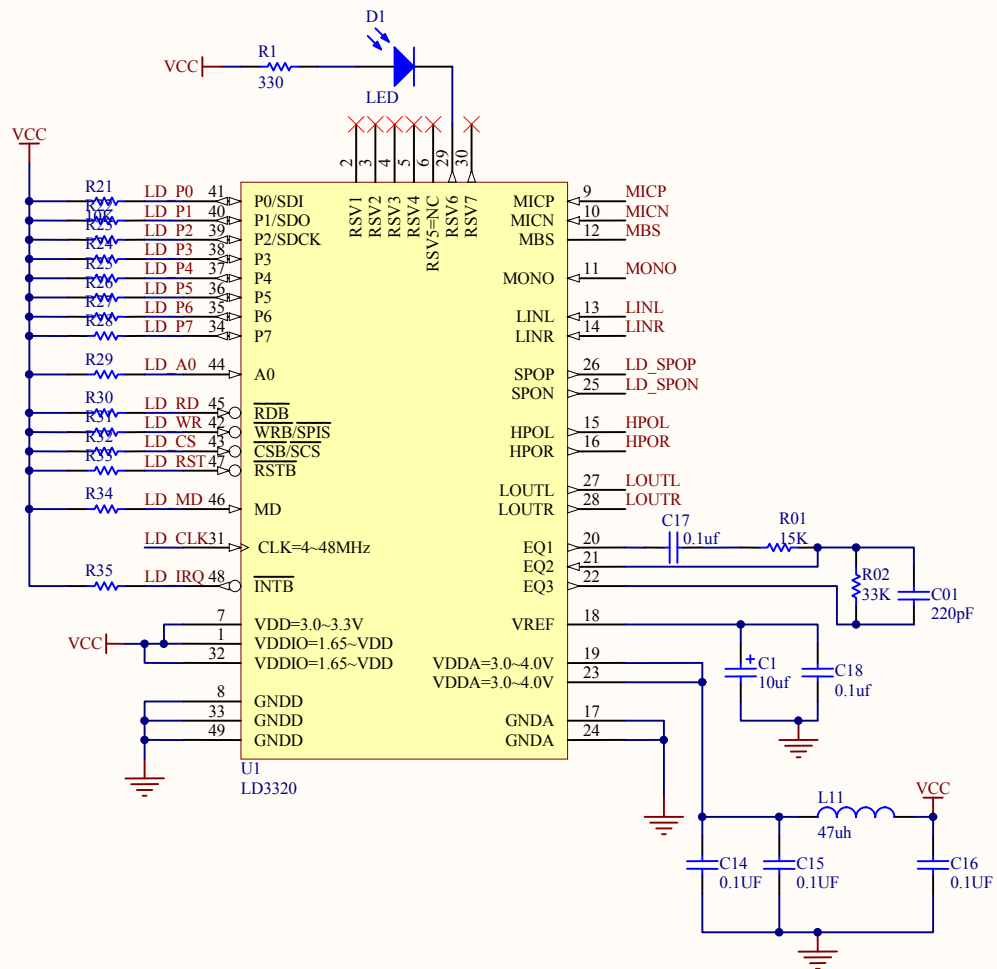 D1
R1
VCC
330
LED
VCC
2
3
4
5
6
29
30
RSV1
RSV2
RSV3
RSV4
RSV5=NC
RSV6
RSV7
R21 LD_P0 41 P0/SDI
R22
10K LD_P1 40 P1/SDO
R23 LD_P2 39 P2/SDCK
R24 LD_P3 38 P3
R25 LD_P4 37 P4
R26 LD_P5 36 P5
R27 LD_P6 35 P6
R28 LD_P7 34 P7
R29 LD_A0 44 A0
R30 LD_RD 45 RDB
R31 LD_WR 42 WRB/SPIS
R32 LD_CS 43 CSB/SCS
R33 LD_RST 47 RSTB
R34 LD_MD 46 MD
LD_CLK 31 CLK=4~48MHz
R35 LD_IRQ 48 INTB
7 VDD=3.0~3.3V
VCC 1 VDDIO=1.65~VDD
32 VDDIO=1.65~VDD
8 GNDD
33 GNDD
49 GNDD
U1
LD3320
MICP 9 MICP
MICN 10 MICN
MBS 12 MBS
MONO 11 MONO
LINL 13 LINL
LINR 14 LINR
SPOP 26 LD_SPOP
SPON 25 LD_SPON
HPOL 15 HPOL
HPOR 16 HPOR
LOUTL 27 LOUTL
LOUTR 28 LOUTR
EQ1 20
EQ2 21
EQ3 22
C17
0.1uf
R01
15K
R02
33K
C01
220pF
VREF 18
VDDA=3.0~4.0V 19
VDDA=3.0~4.0V 23
GNDA 17
GNDA 24
+
C1
10uf
C18
0.1uf
L11
47uh
VCC
C14
0.1UF
C15
0.1UF
C16
0.1UF